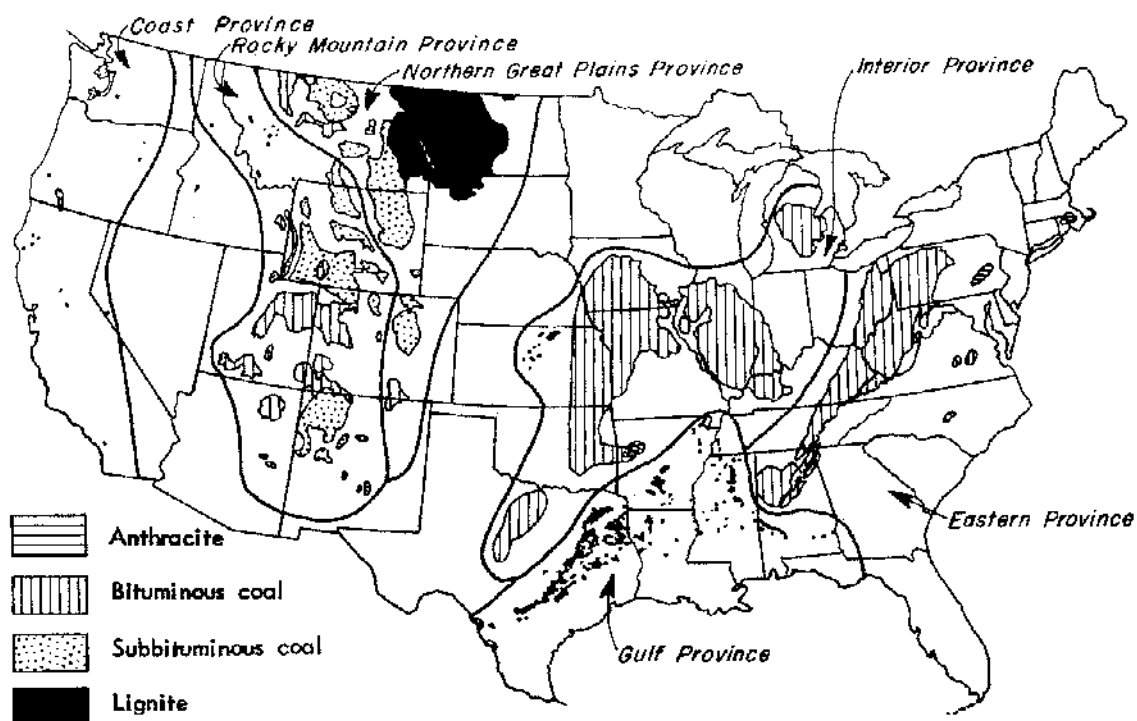 Coast Province
Rocky Mountain Province
Northern Great Plains Province
Interior Province
Eastern Province
Gulf Province
Anthracite
Bituminous coal
Subbituminous coal
Lignite